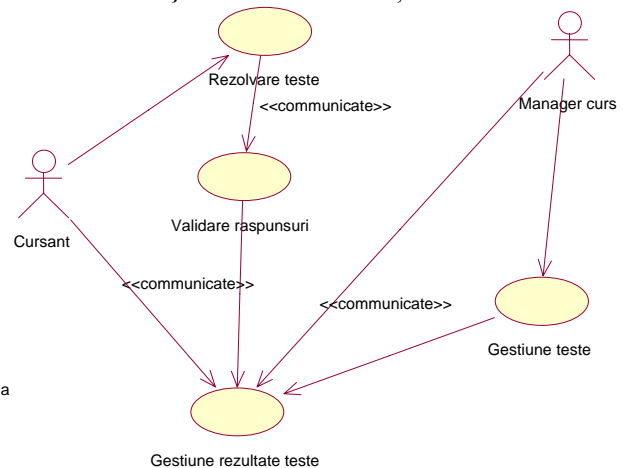 Rezolvare teste
<<communicate>>
Manager curs
Validare raspunsuri
Cursant
<<communicate>>
<<communicate>>
Gestiune teste
a
Gestiune rezultate teste